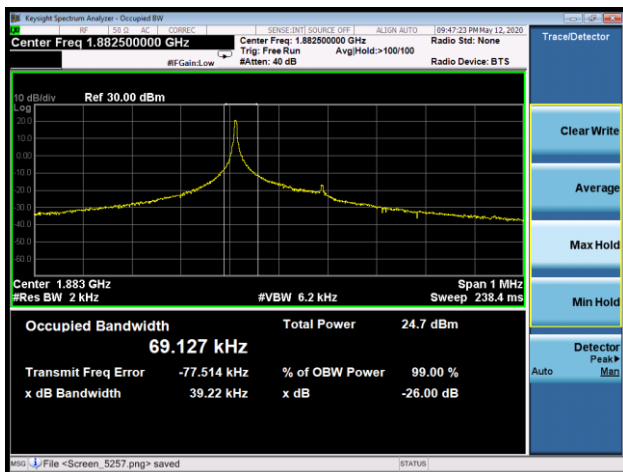 Keysight Spectrum Analyzer - Occupied BW
RF 50 Ω AC CORREC SENSE:INT SOURCE OFF ALIGN AUTO 09:47:23 PM May 12, 2020
Center Freq 1.882500000 GHz Center Freq: 1.882500000 GHz Radio Std: None Trace/Detector
Trig: Free Run Avg|Hold:>100/100
#IFGain:Low #Atten: 40 dB Radio Device: BTS
10 dB/div Ref 30.00 dBm
Log
20.0
10.0
0.00
-10.0
-20.0
-30.0
-40.0
-50.0
-60.0
Clear Write
Average
Max Hold
Min Hold
Center 1.883 GHz Span 1 MHz
#Res BW 2 kHz #VBW 6.2 kHz Sweep 238.4 ms
Occupied Bandwidth Total Power 24.7 dBm
69.127 kHz
Transmit Freq Error -77.514 kHz % of OBW Power 99.00 %
x dB Bandwidth 39.22 kHz x dB -26.00 dB
Detector
Peak▶
Auto Man
MSG File <Screen_5257.png> saved STATUS